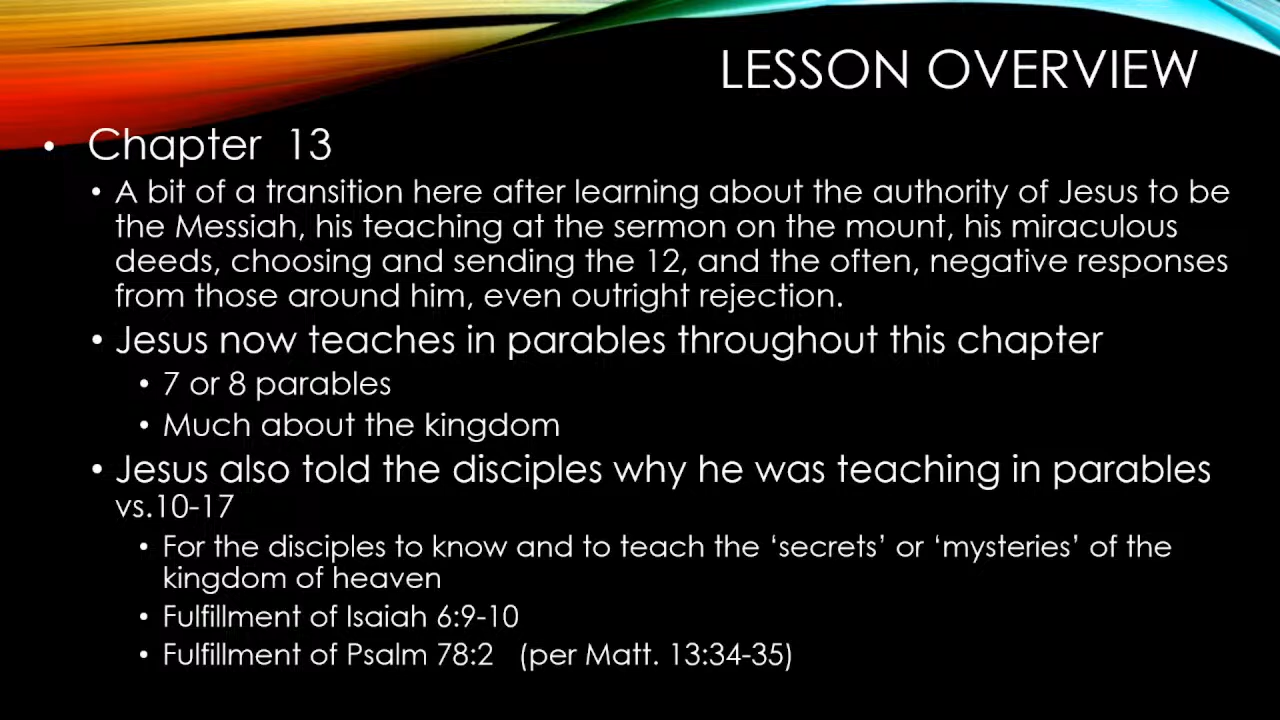 LESSON OVERVIEW
• Chapter 13
• A bit of a transition here after learning about the authority of Jesus to be
the Messiah, his teaching at the sermon on the mount, his miraculous
deeds, choosing and sending the 12, and the often, negative responses
from those around him, even outright rejection.
• Jesus now teaches in parables throughout this chapter
• 7 or 8 parables
• Much about the kingdom
• Jesus also told the disciples why he was teaching in parables
vs.10-17
• For the disciples to know and to teach the ‘secrets’ or ‘mysteries’ of the
kingdom of heaven
• Fulfillment of Isaiah 6:9-10
• Fulfillment of Psalm 78:2 (per Matt. 13:34-35)